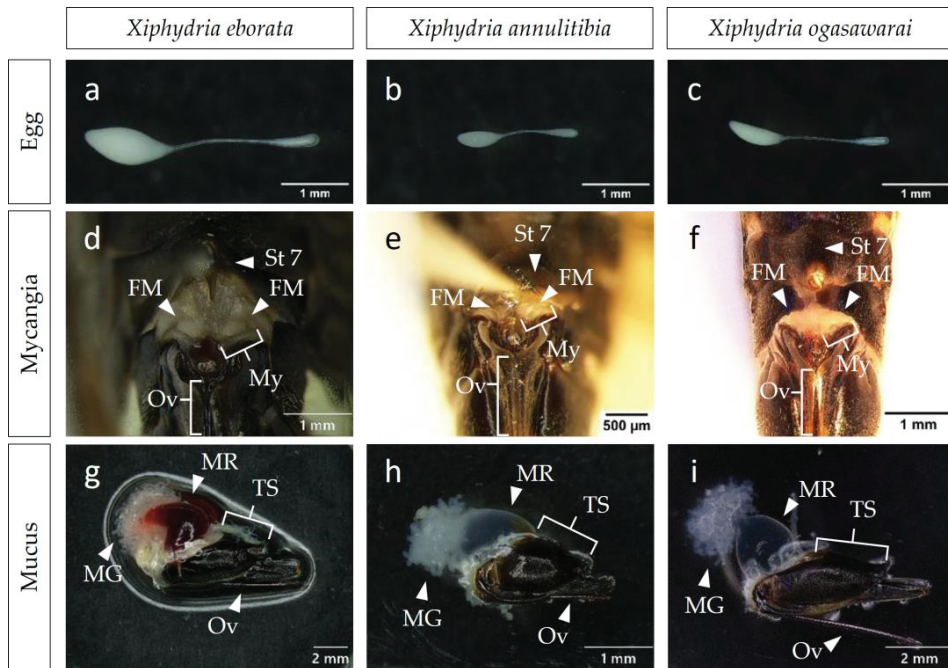 Xiphydria eborata
Xiphydria annulitibia
Xiphydria ogasawarai
Egg
a
1 mm
b
1 mm
c
1 mm
Mycangia
d
St 7
FM
FM
My
Ov
1 mm
e
St 7
FM
FM
My
Ov
500 µm
f
St 7
FM
FM
My
Ov
1 mm
Mucus
g
MR
TS
MG
Ov
2 mm
h
MR
TS
MG
Ov
1 mm
i
MR
TS
MG
Ov
2 mm